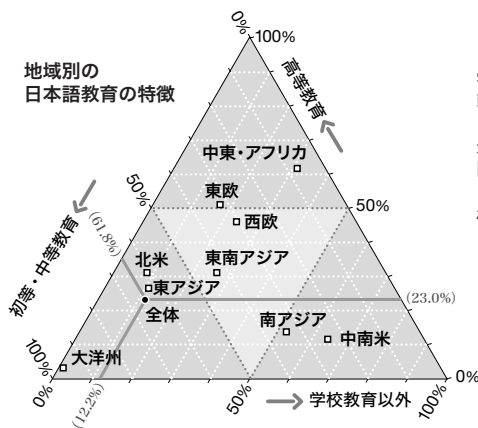 地域別の
日本語教育の特徴
0%
100%
高等教育
中東・アフリカ
50%
東欧
50%
西欧
(61.8%)
初等・中等教育
北米
東南アジア
東アジア
(23.0%)
全体
南アジア
中南米
大洋州
100%
0%
0%
(12.2%)
50%
学校教育以外
100%